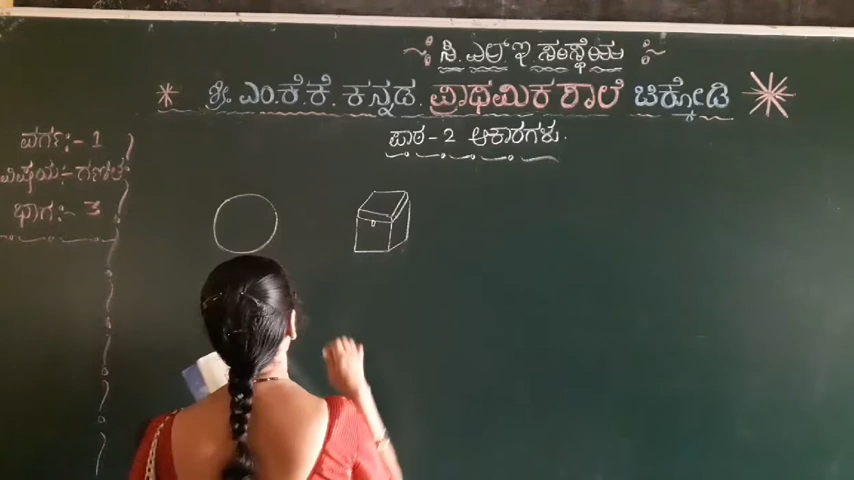 ಸಿ. ಎಲ್ ಇ ಸಂಸ್ಥೆಯ
ಶ್ರೀ. ಎಂ.ಕೆ.ಕೆ. ಕನ್ನಡ ಪ್ರಾಥಮಿಕ ಶಾಲೆ ಚಿಕ್ಕೋಡಿ
ಪಾಠ-2 ಆಕಾರಗಳು.
ವರ್ಗ:- 1
ವಿಷಯ:- ಗಣಿತ
ಭಾಗ:- 3